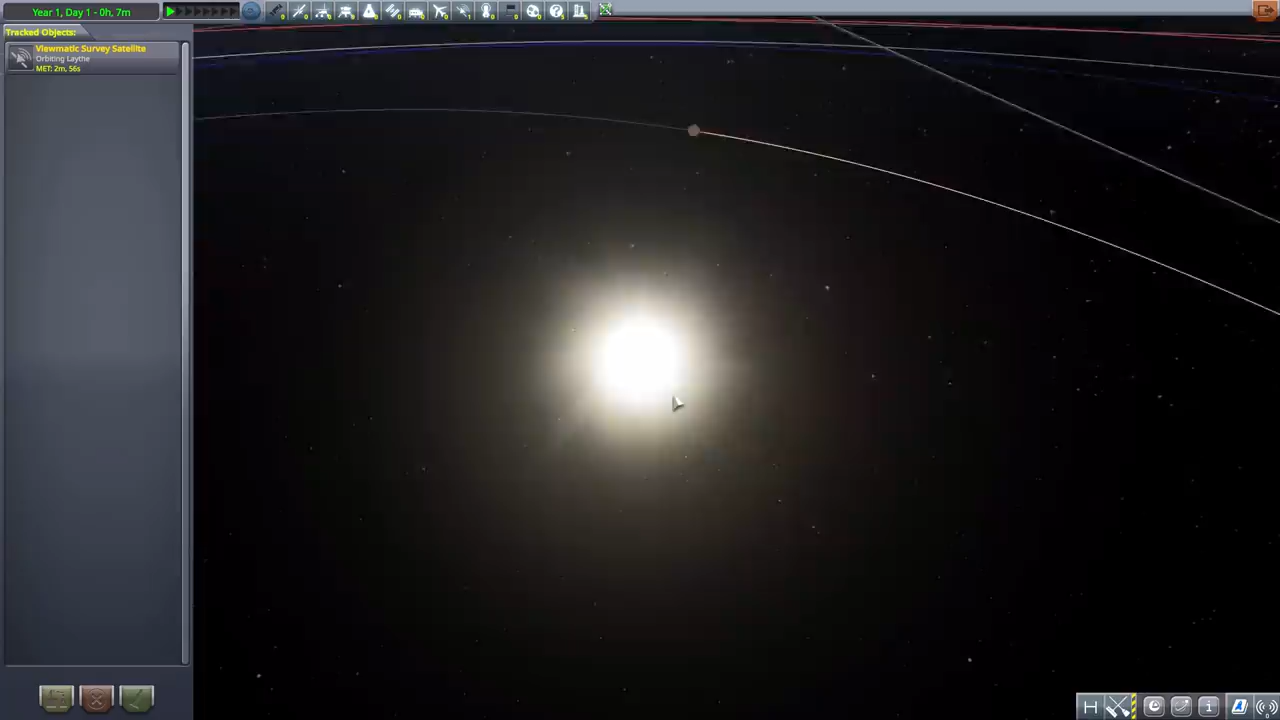 Year 1, Day 1 - 0h, 7m
Tracked Objects:
Viewmatic Survey Satellite
Orbiting Laythe
MET: 2m, 56s